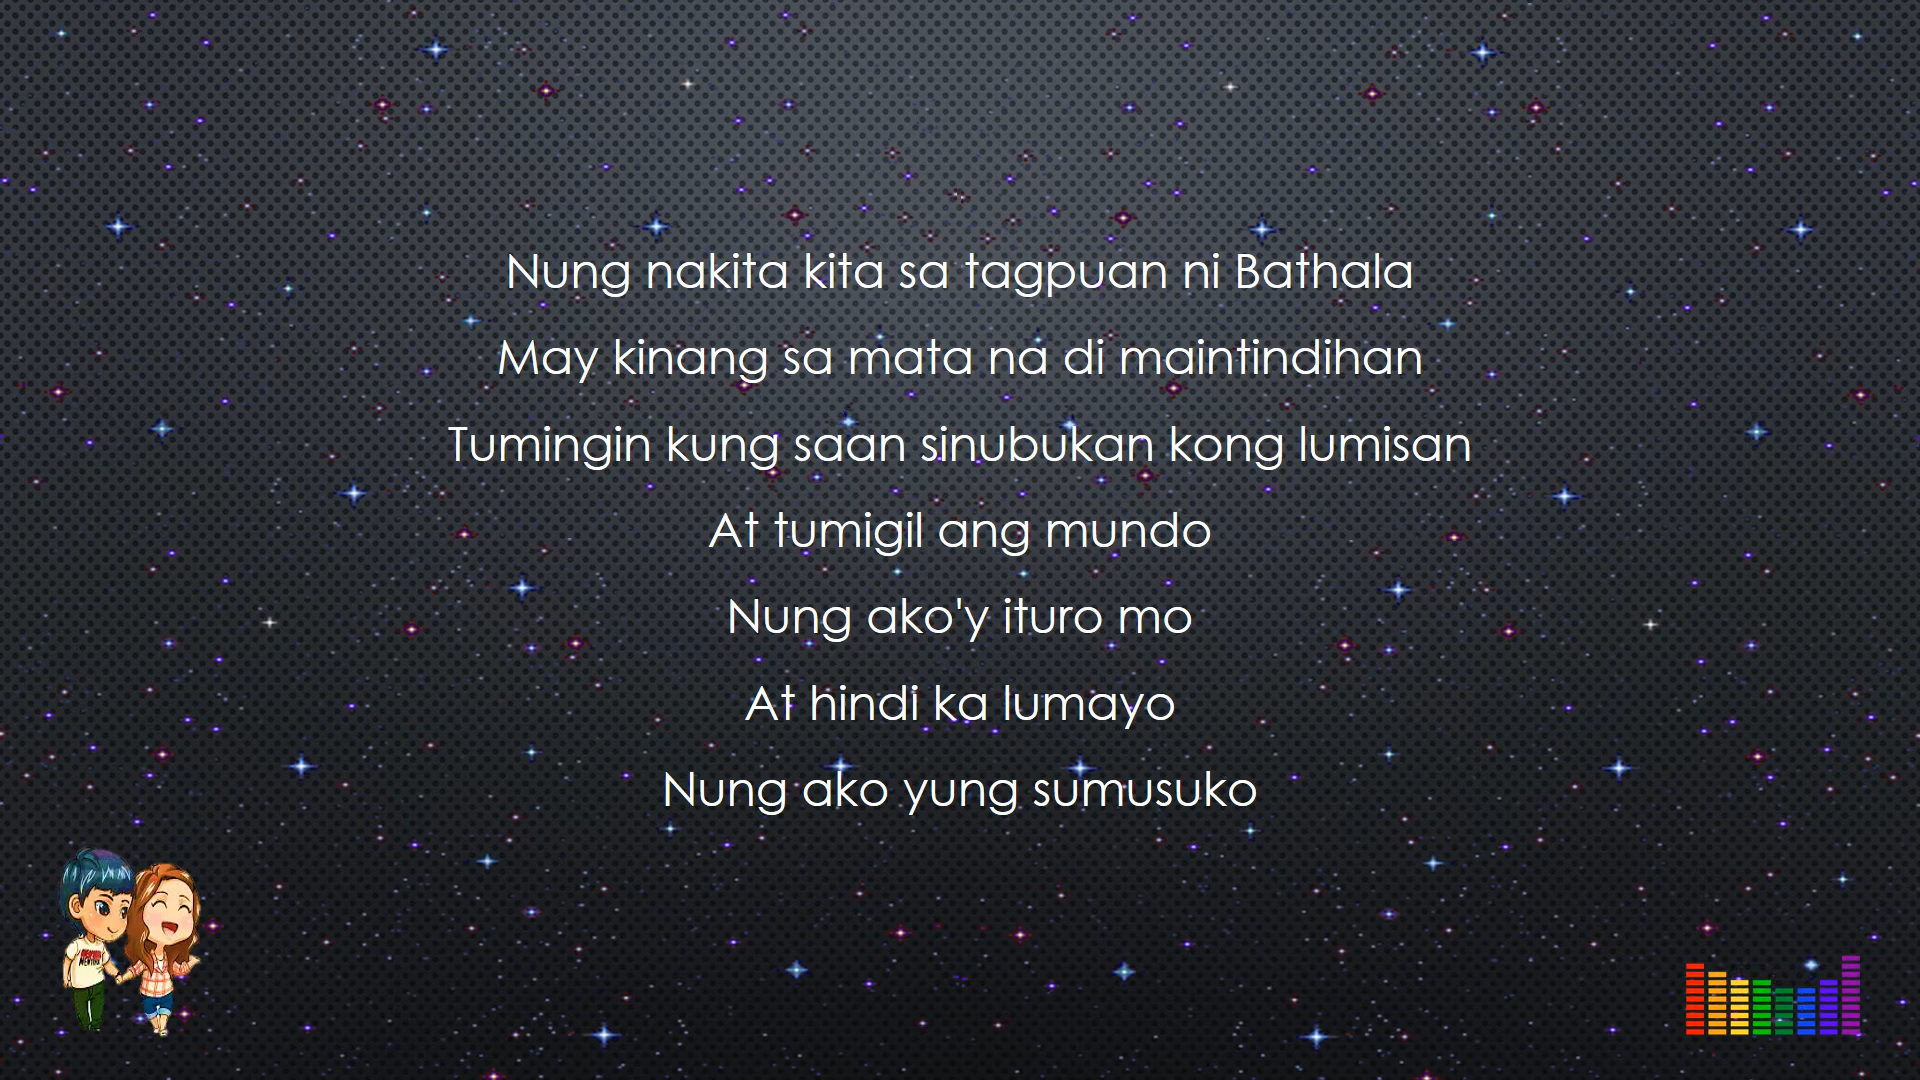 Nung nakita kita sa tagpuan ni Bathala
May kinang sa mata na di maintindihan
Tumingin kung saan sinubukan kong lumisan
At tumigil ang mundo
Nung ako'y ituro mo
At hindi ka lumayo
Nung ako yung sumusuko